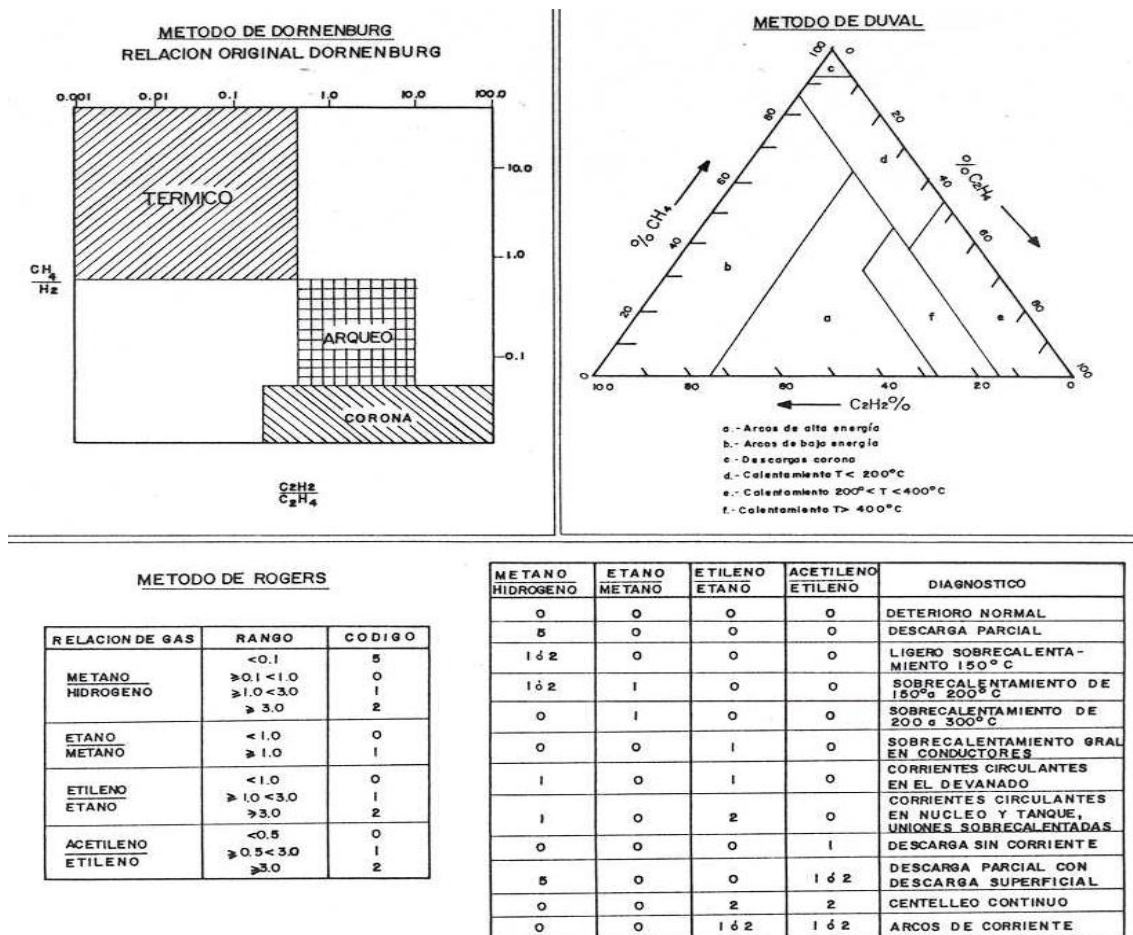 METODO DE DORNENBURG
RELACION ORIGINAL DORNENBURG
0.001 0.01 0.1 1.0 10.0 100.0
10.0
TERMICO
1.0
CH4
H2
ARQUEO
0.1
CORONA
C2H2
C2H4
METODO DE DUVAL
100 0
c
80 20
d
% CH4 60 40 % C2H4
40 60
b
20 a f e 80
0 100
100 80 60 40 20 0
C2H2%
a.- Arcos de alta energía
b.- Arcos de baja energía
c.- Descargas corona
d.- Calentamiento T< 200°C
e.- Calentamiento 200°< T <400°C
f.- Calentamiento T> 400°C
METODO DE ROGERS
RELACION DE GAS RANGO CODIGO
METANO
HIDROGENO
<0.1 5
≥0.1 <1.0 0
≥1.0 <3.0 1
≥ 3.0 2
ETANO
METANO
<1.0 0
≥ 1.0 1
ETILENO
ETANO
<1.0 0
≥ 1.0 <3.0 1
≥3.0 2
ACETILENO
ETILENO
<0.5 0
≥0.5<3.0 1
≥3.0 2
METANO ETANO ETILENO ACETILENO DIAGNOSTICO
HIDROGENO METANO ETANO ETILENO
0 0 0 0 DETERIORO NORMAL
5 0 0 0 DESCARGA PARCIAL
1 ó 2 0 0 0 LIGERO SOBRECALENTA-
MIENTO 150° C
1 ó 2 1 0 0 SOBRECALENTAMIENTO DE
150°a 200° C
0 1 0 0 SOBRECALENTAMIENTO DE
200 a 300°C
0 0 1 0 SOBRECALENTAMIENTO GRAL
EN CONDUCTORES
1 0 1 0 CORRIENTES CIRCULANTES
EN EL DEVANADO
1 0 2 0 CORRIENTES CIRCULANTES
EN NUCLEO Y TANQUE,
UNIONES SOBRECALENTADAS
0 0 0 1 DESCARGA SIN CORRIENTE
5 0 0 1 ó 2 DESCARGA PARCIAL CON
DESCARGA SUPERFICIAL
0 0 2 2 CENTELLEO CONTINUO
0 0 1 ó 2 1 ó 2 ARCOS DE CORRIENTE